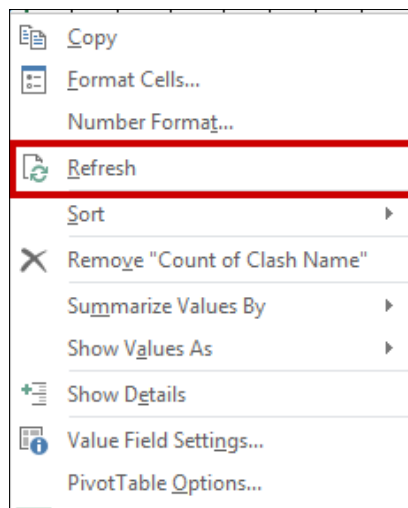 Copy
Format Cells...
Number Format...
Refresh
Sort
Remove "Count of Clash Name"
Summarize Values By
Show Values As
Show Details
Value Field Settings...
PivotTable Options...